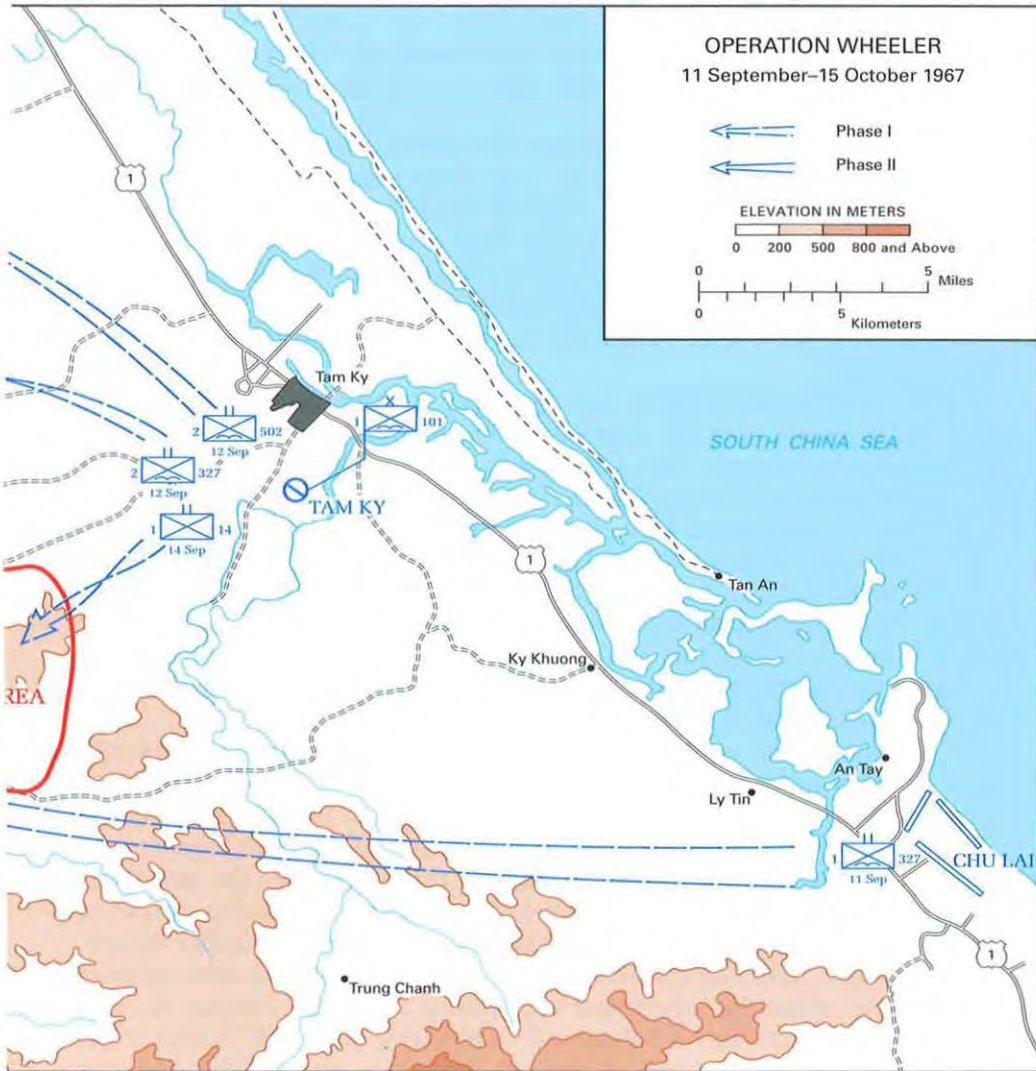 OPERATION WHEELER
11 September–15 October 1967
Phase I
Phase II
ELEVATION IN METERS
0 200 500 800 and Above
0 5 Miles
0 5 Kilometers
1
Tam Ky
2 502
12 Sep
1 101
2 327
12 Sep
TAM KY
1 14
14 Sep
SOUTH CHINA SEA
1
Tan An
Ky Khuong
REA
An Tay
Ly Tin
1 327
11 Sep
CHU LAI
1
Trung Chanh